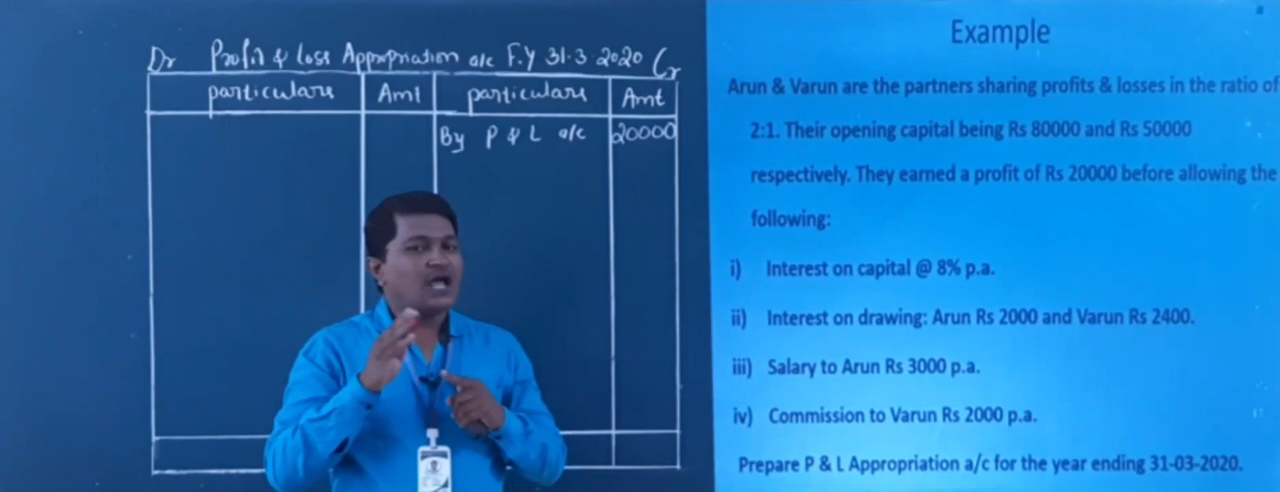 Dr Profit & Loss Appropriation a/c F.Y 31.3.2020 Cr
particulars Amt particulars Amt
By P & L a/c 20000
Example
Arun & Varun are the partners sharing profits & losses in the ratio of
2:1. Their opening capital being Rs 80000 and Rs 50000
respectively. They earned a profit of Rs 20000 before allowing the
following:
i) Interest on capital @ 8% p.a.
ii) Interest on drawing: Arun Rs 2000 and Varun Rs 2400.
iii) Salary to Arun Rs 3000 p.a.
iv) Commission to Varun Rs 2000 p.a.
Prepare P & L Appropriation a/c for the year ending 31-03-2020.